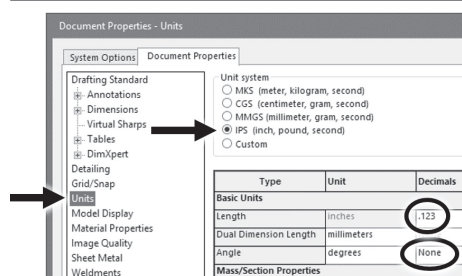 Document Properties - Units
System Options Document Properties
Drafting Standard
Annotations
Dimensions
Virtual Sharps
Tables
DimXpert
Detailing
Grid/Snap
Units
Model Display
Material Properties
Image Quality
Sheet Metal
Weldments
Unit system
MKS (meter, kilogram, second)
CGS (centimeter, gram, second)
MMGS (millimeter, gram, second)
IPS (inch, pound, second)
Custom
Type Unit Decimals
Basic Units
Length inches .123
Dual Dimension Length millimeters
Angle degrees None
Mass/Section Properties